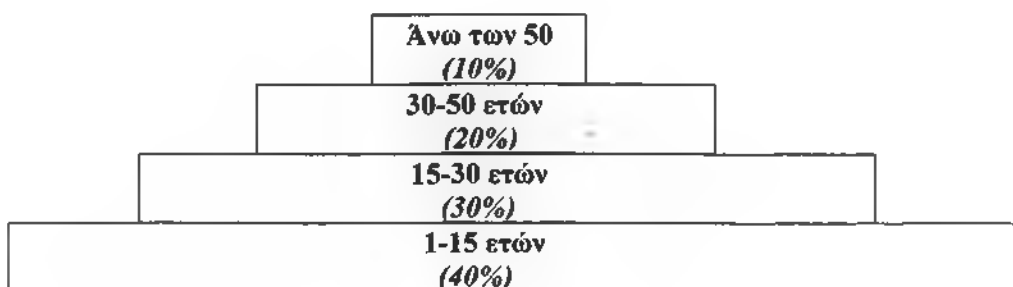 Άνω των 50
(10%)
30-50 ετών
(20%)
15-30 ετών
(30%)
1-15 ετών
(40%)